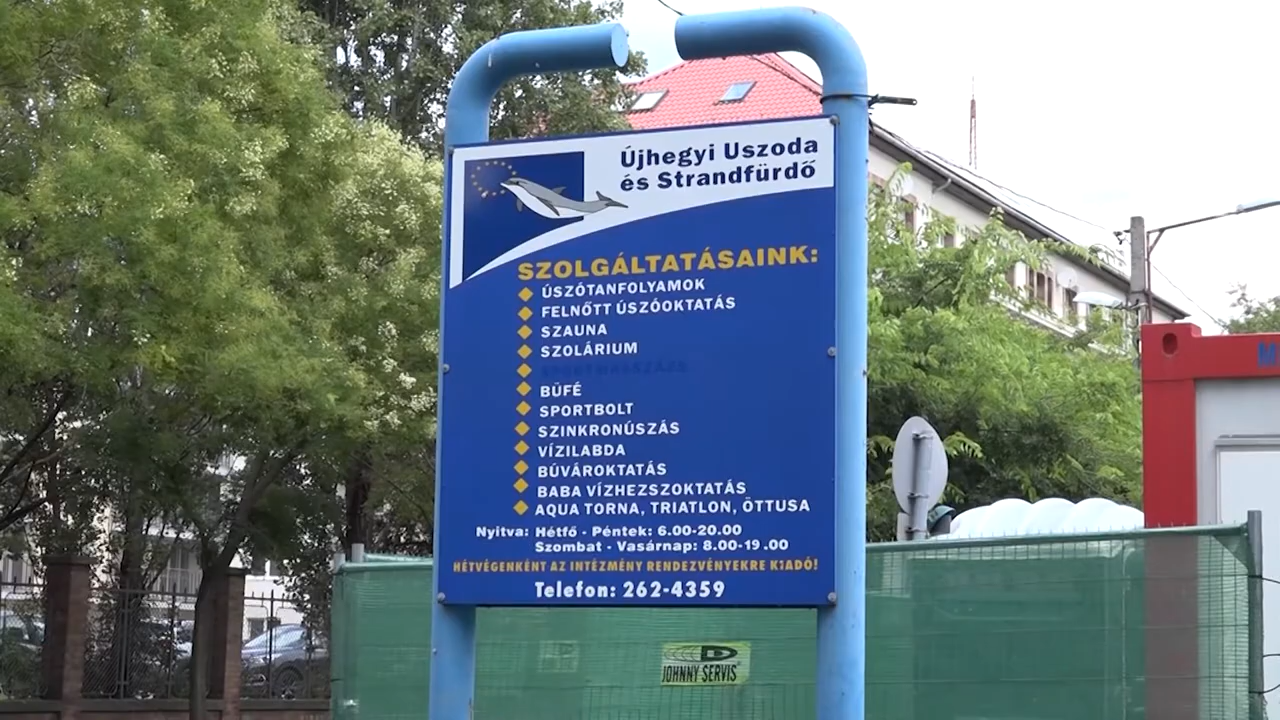 Újhegyi Uszoda
és Strandfürdő
SZOLGÁLTATÁSAINK:
ÚSZÓTANFOLYAMOK
FELNŐTT ÚSZÓOKTATÁS
SZAUNA
SZOLÁRIUM
BÜFÉ
SPORTBOLT
SZINKRONÚSZÁS
VÍZILABDA
BÚVÁROKTATÁS
BABA VÍZHEZSZOKTATÁS
AQUA TORNA, TRIATLON, ÖTTUSA
Nyitva: Hétfő - Péntek: 6.00-20.00
Szombat - Vasárnap: 8.00-19.00
HÉTVÉGENKÉNT AZ INTÉZMÉNY RENDEZVÉNYEKRE KIADÓ!
Telefon: 262-4359
JOHNNY SERVIS